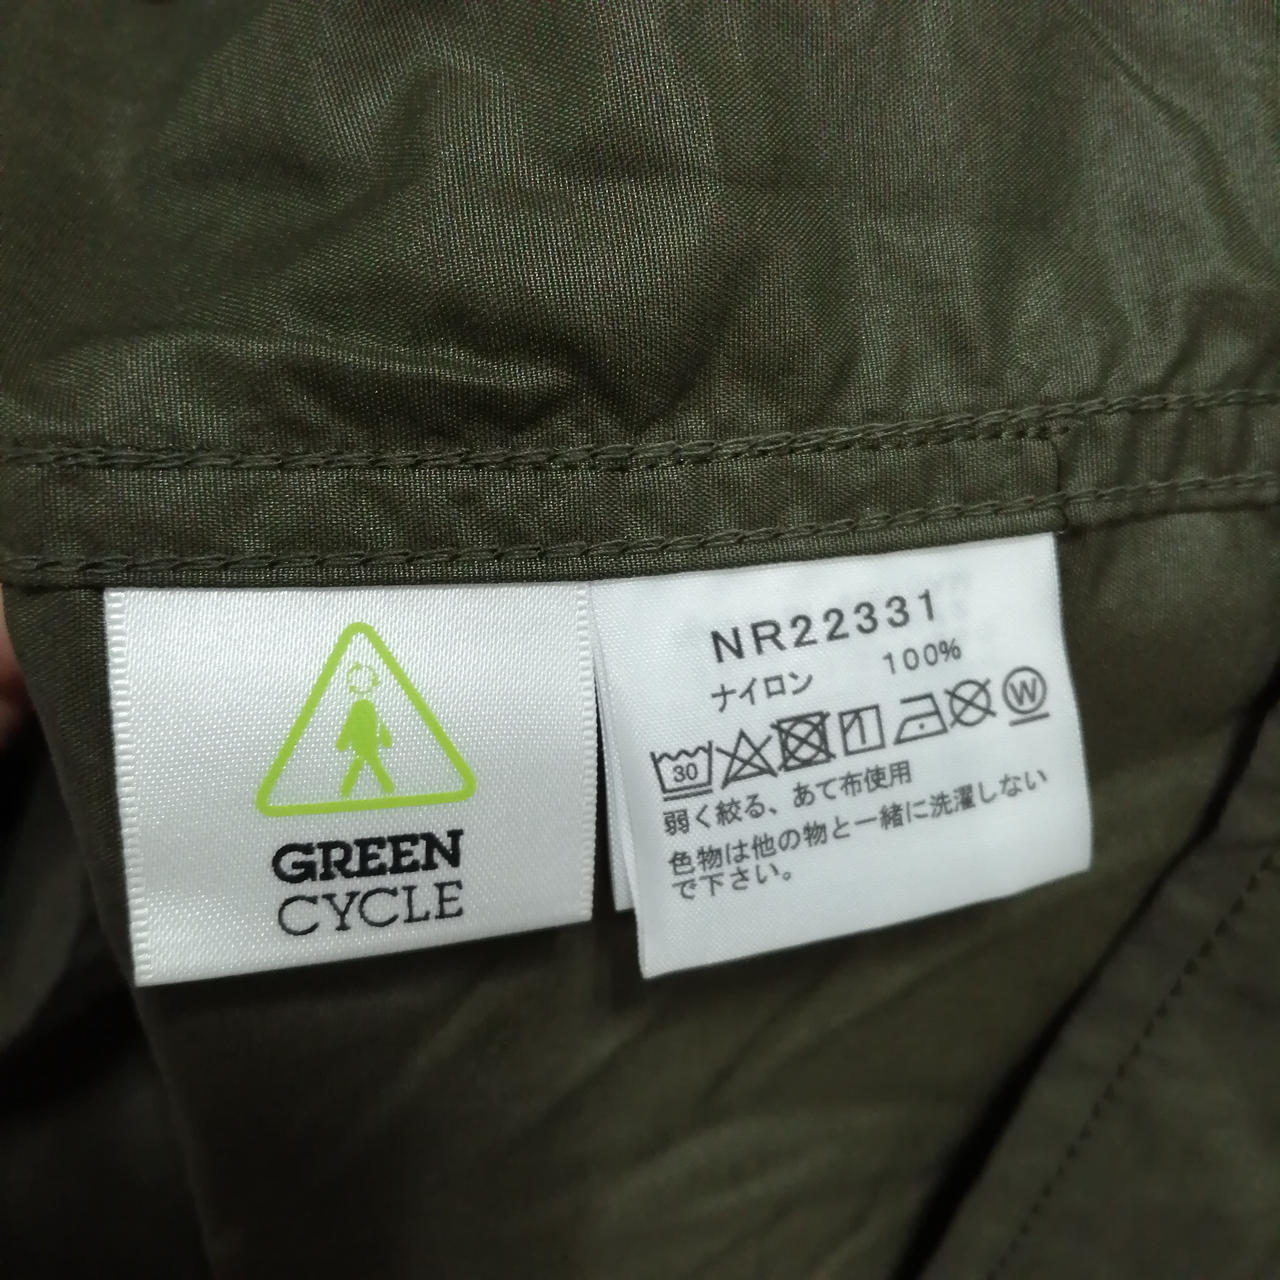 GREEN
CYCLE
NR22331
ナイロン 100%
30 W
弱く絞る、あて布使用
色物は他の物と一緒に洗濯しない
で下さい。